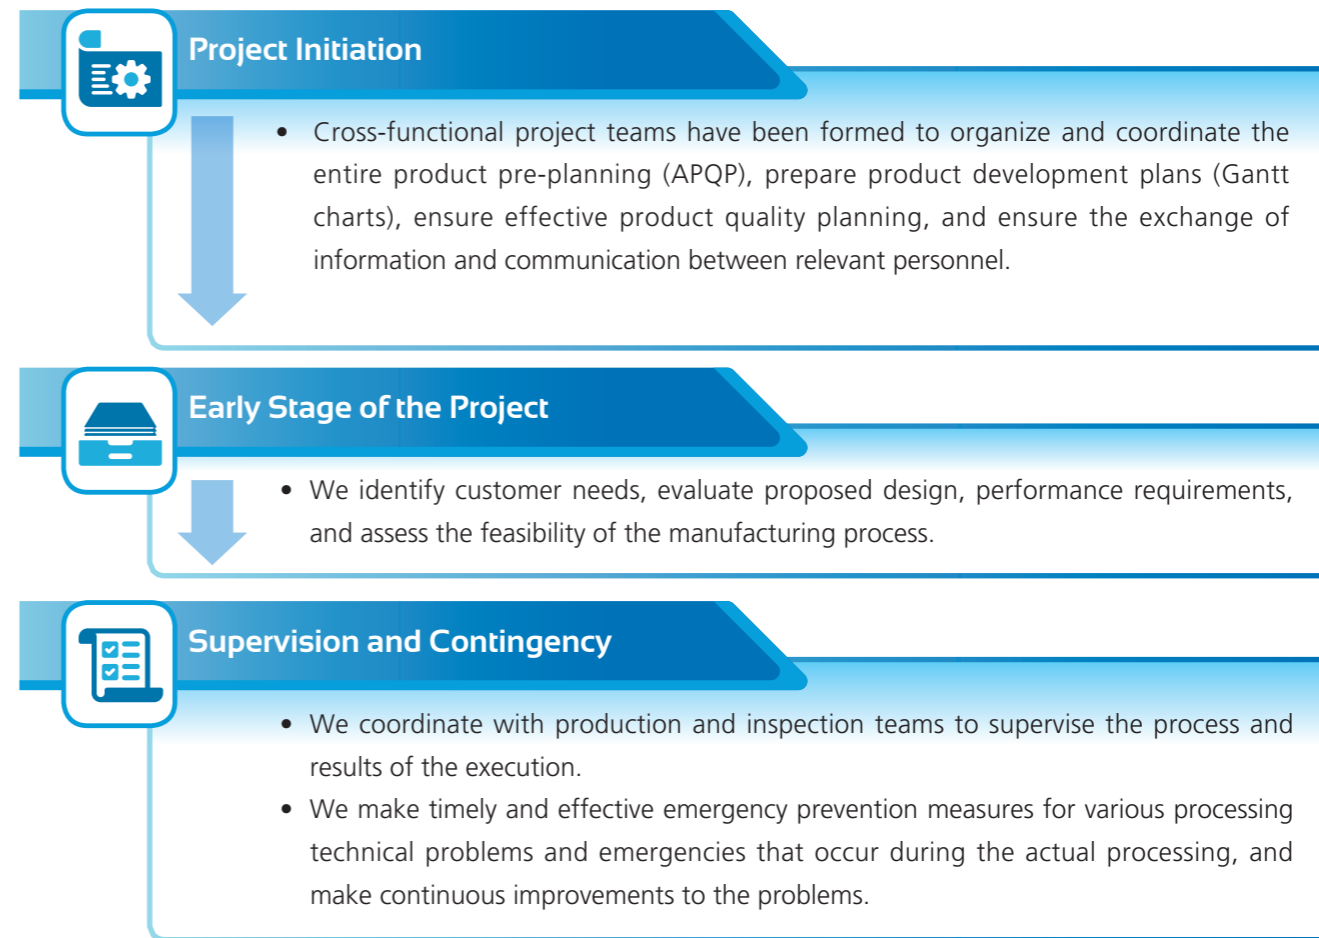 Project Initiation
• Cross-functional project teams have been formed to organize and coordinate the
entire product pre-planning (APQP), prepare product development plans (Gantt
charts), ensure effective product quality planning, and ensure the exchange of
information and communication between relevant personnel.
Early Stage of the Project
• We identify customer needs, evaluate proposed design, performance requirements,
and assess the feasibility of the manufacturing process.
Supervision and Contingency
• We coordinate with production and inspection teams to supervise the process and
results of the execution.
• We make timely and effective emergency prevention measures for various processing
technical problems and emergencies that occur during the actual processing, and
make continuous improvements to the problems.